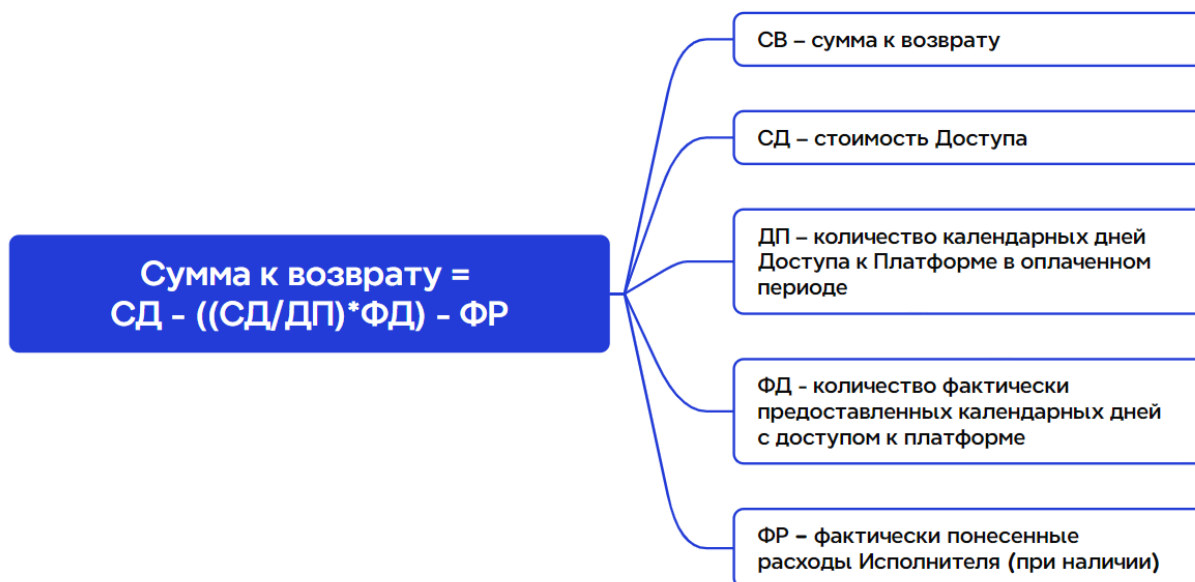 Сумма к возврату =
СД - ((СД/ДП)*ФД) - ФР
СВ – сумма к возврату
СД – стоимость Доступа
ДП – количество календарных дней
Доступа к Платформе в оплаченном
периоде
ФД - количество фактически
предоставленных календарных дней
с доступом к платформе
ФР – фактически понесенные
расходы Исполнителя (при наличии)